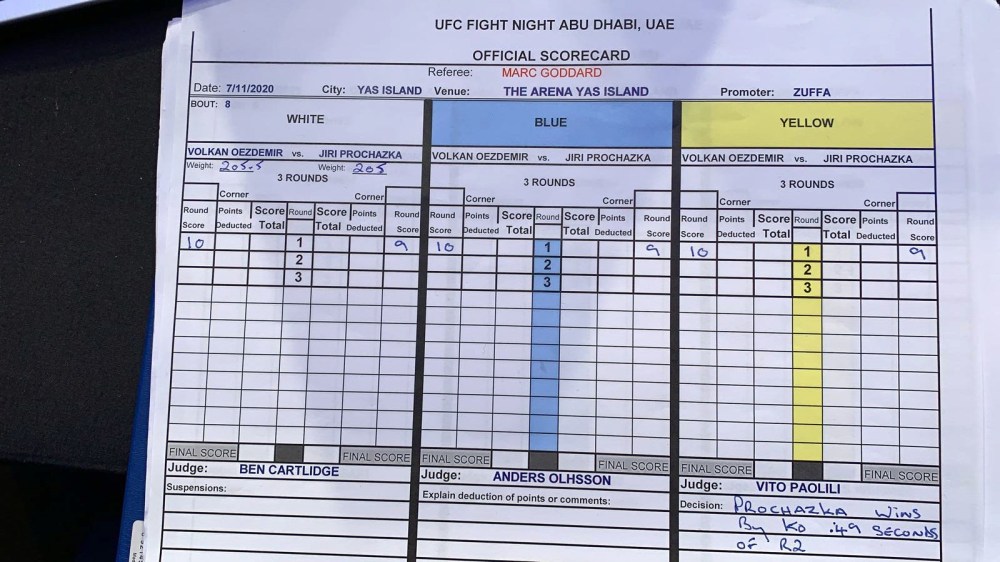 UFC FIGHT NIGHT ABU DHABI, UAE
OFFICIAL SCORECARD
Referee: MARC GODDARD
Date: 7/11/2020 City: YAS ISLAND Venue: THE ARENA YAS ISLAND Promoter: ZUFFA
BOUT: 8
WHITE BLUE YELLOW
VOLKAN OEZDEMIR vs. JIRI PROCHAZKA VOLKAN OEZDEMIR vs. JIRI PROCHAZKA VOLKAN OEZDEMIR vs. JIRI PROCHAZKA
Weight: 205.5 Weight: 205
3 ROUNDS 3 ROUNDS 3 ROUNDS
Corner Corner Corner Corner Corner Corner
Round Points Score Round Score Points Round Round Points Score Round Score Points Round Round Points Score Round Score Points Round
Score Deducted Total Total Deducted Score Score Deducted Total Total Deducted Score Score Deducted Total Total Deducted Score
10 1 9 10 1 9 10 1 9
2 2 2
3 3 3
FINAL SCORE FINAL SCORE FINAL SCORE FINAL SCORE FINAL SCORE FINAL SCORE
Judge: BEN CARTLIDGE Judge: ANDERS OLHSSON Judge: VITO PAOLILI
Suspensions: Explain deduction of points or comments: Decision: PROCHAZKA WINS
By KO .49 SECONDS
OF R2